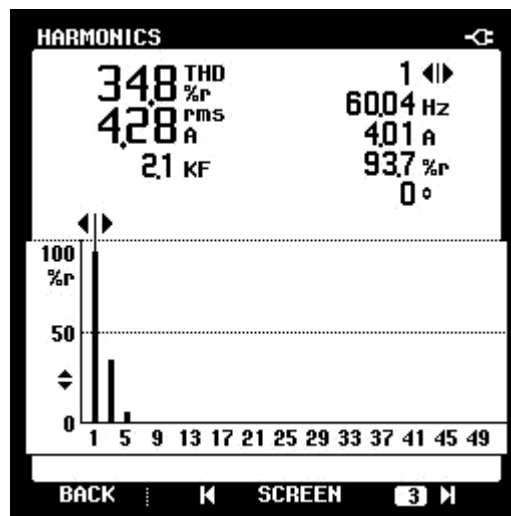 HARMONICS
34.8 THD %r
4.28 rms A
2.1 KF
1
60.04 Hz
4.01 A
93.7 %r
0 °
100
%r
50
0
1 5 9 13 17 21 25 29 33 37 41 45 49
BACK SCREEN 3